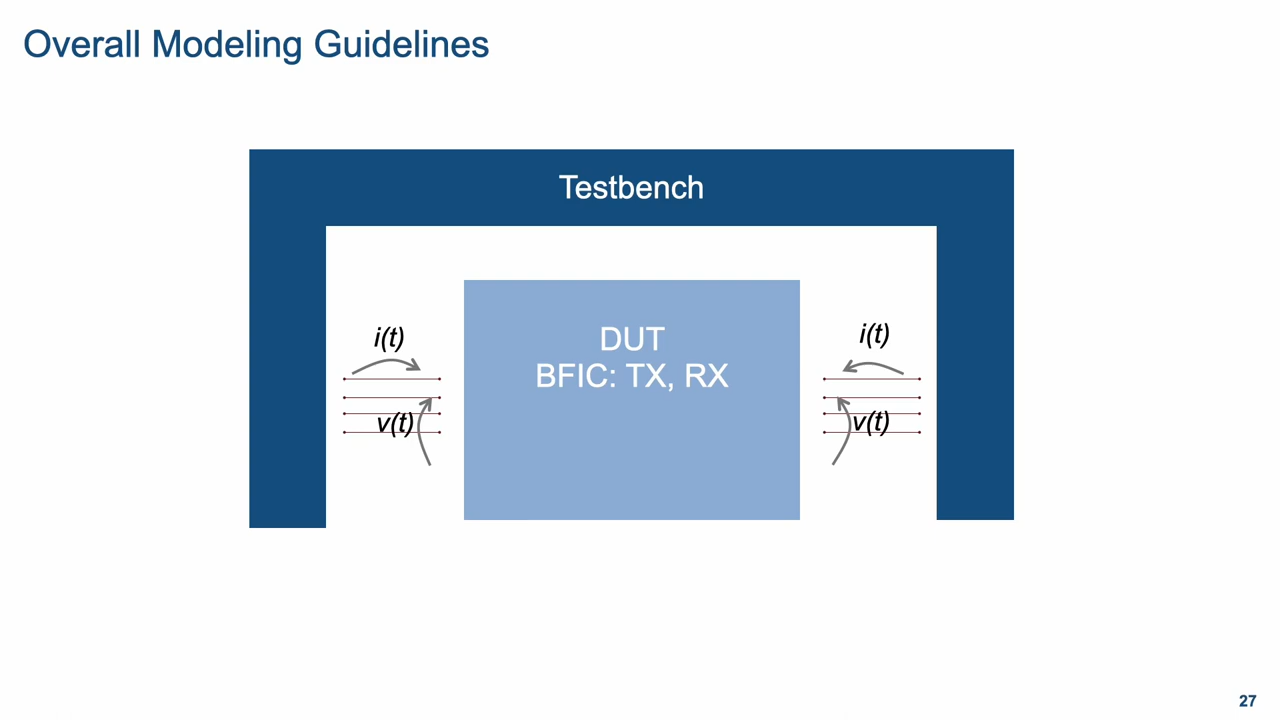 Overall Modeling Guidelines
Testbench
i(t)
i(t)
DUT
BFIC: TX, RX
v(t)
v(t)
27